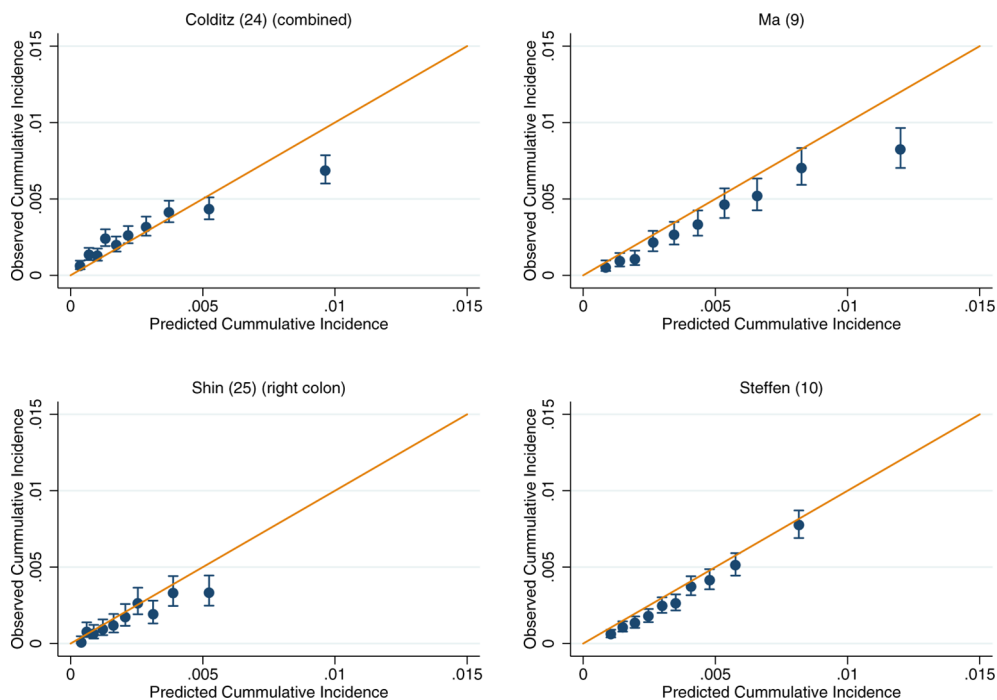 Colditz (24) (combined)
Observed Cummulative Incidence
.015
.01
.005
0
0 .005 .01 .015
Predicted Cummulative Incidence
Ma (9)
Observed Cummulative Incidence
.015
.01
.005
0
0 .005 .01 .015
Predicted Cummulative Incidence
Shin (25) (right colon)
Observed Cummulative Incidence
.015
.01
.005
0
0 .005 .01 .015
Predicted Cummulative Incidence
Steffen (10)
Observed Cummulative Incidence
.015
.01
.005
0
0 .005 .01 .015
Predicted Cummulative Incidence